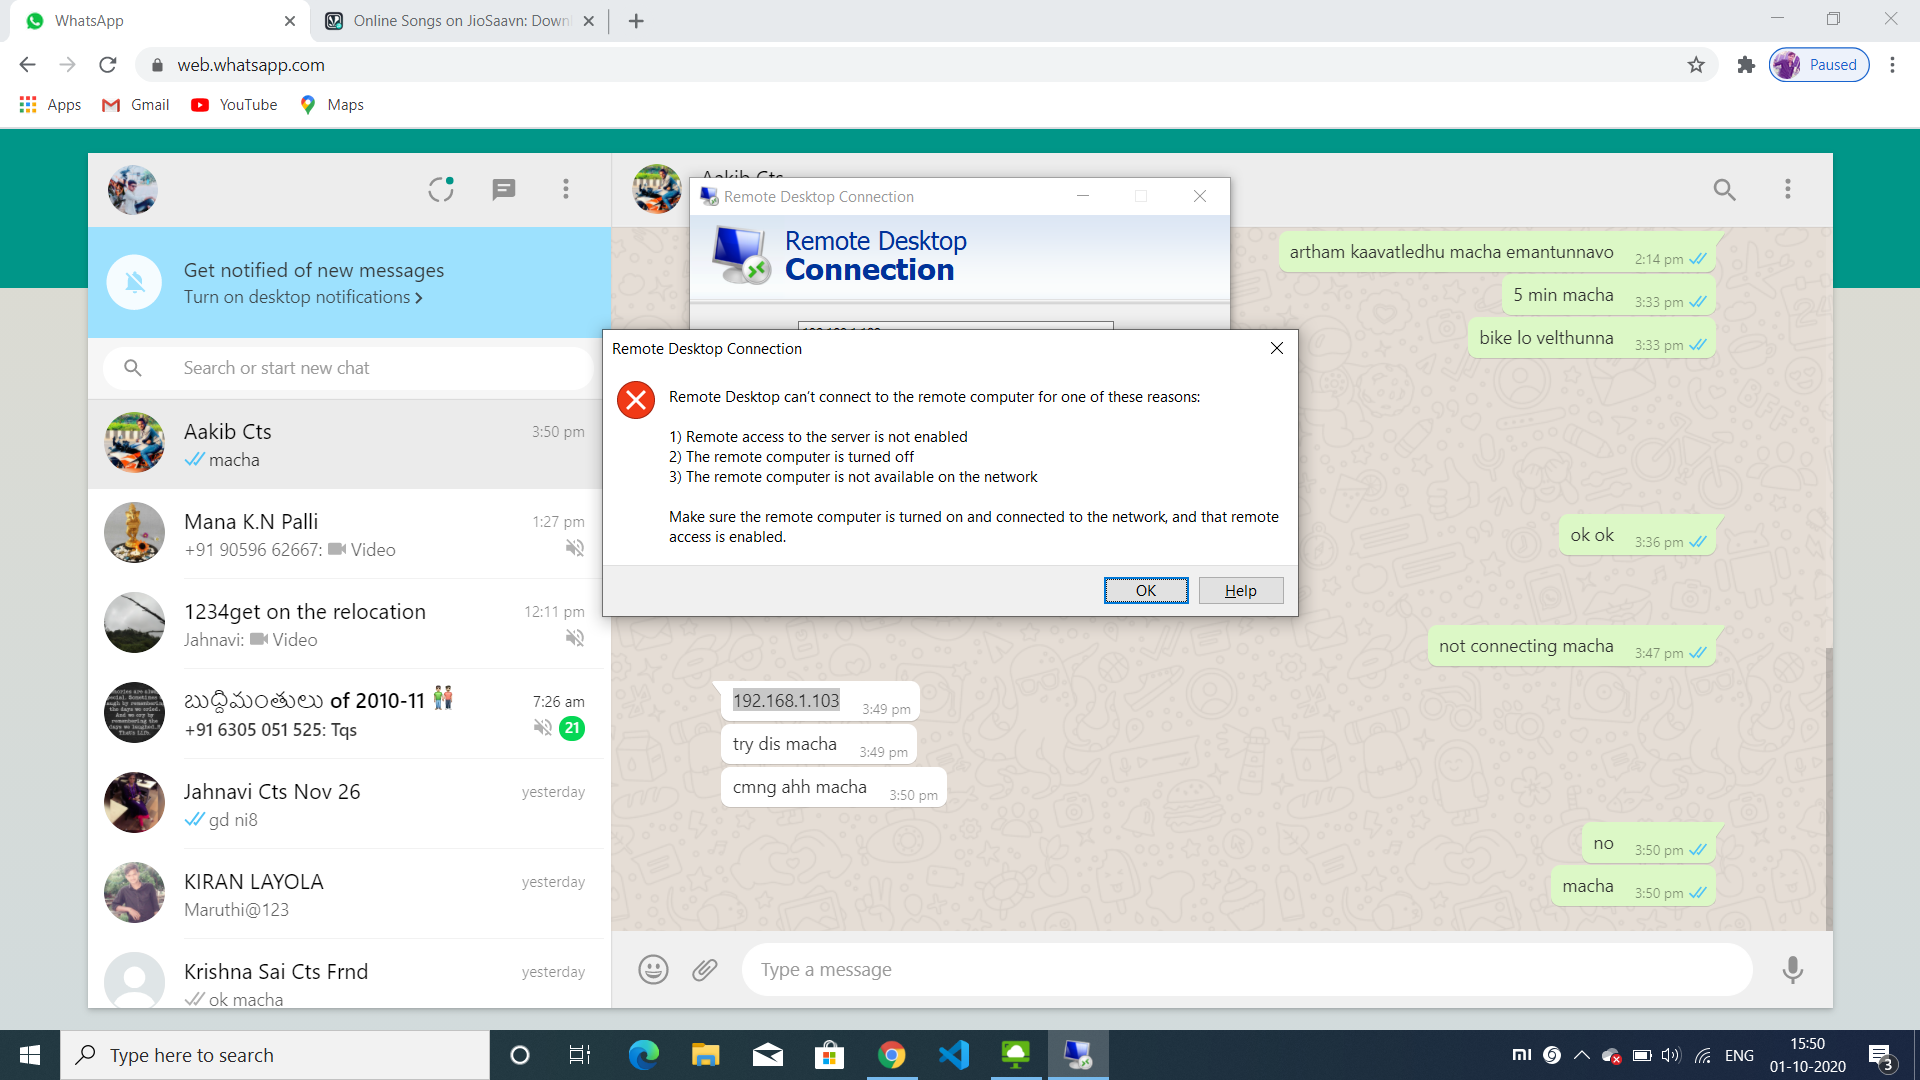 WhatsApp
Online Songs on JioSaavn: Down
web.whatsapp.com
Paused
Apps
Gmail
YouTube
Maps
Get notified of new messages
Turn on desktop notifications
Search or start new chat
Aakib Cts
3:50 pm
macha
Mana K.N Palli
1:27 pm
+91 90596 62667: Video
1234get on the relocation
12:11 pm
Jahnavi: Video
బుద్దిమంతులు of 2010-11
7:26 am
+91 6305 051 525: Tqs
21
Jahnavi Cts Nov 26
yesterday
gd ni8
KIRAN LAYOLA
yesterday
Maruthi@123
Krishna Sai Cts Frnd
yesterday
ok macha
Aakib Cts
artham kaavatledhu macha emantunnavo 2:14 pm
5 min macha 3:33 pm
bike lo velthunna 3:33 pm
ok ok 3:36 pm
not connecting macha 3:47 pm
192.168.1.103 3:49 pm
try dis macha 3:49 pm
cmng ahh macha 3:50 pm
no 3:50 pm
macha 3:50 pm
Type a message
Remote Desktop Connection
Remote Desktop
Connection
Remote Desktop Connection
Remote Desktop can't connect to the remote computer for one of these reasons:
1) Remote access to the server is not enabled
2) The remote computer is turned off
3) The remote computer is not available on the network
Make sure the remote computer is turned on and connected to the network, and that remote
access is enabled.
OK
Help
Type here to search
ENG
15:50
01-10-2020
3